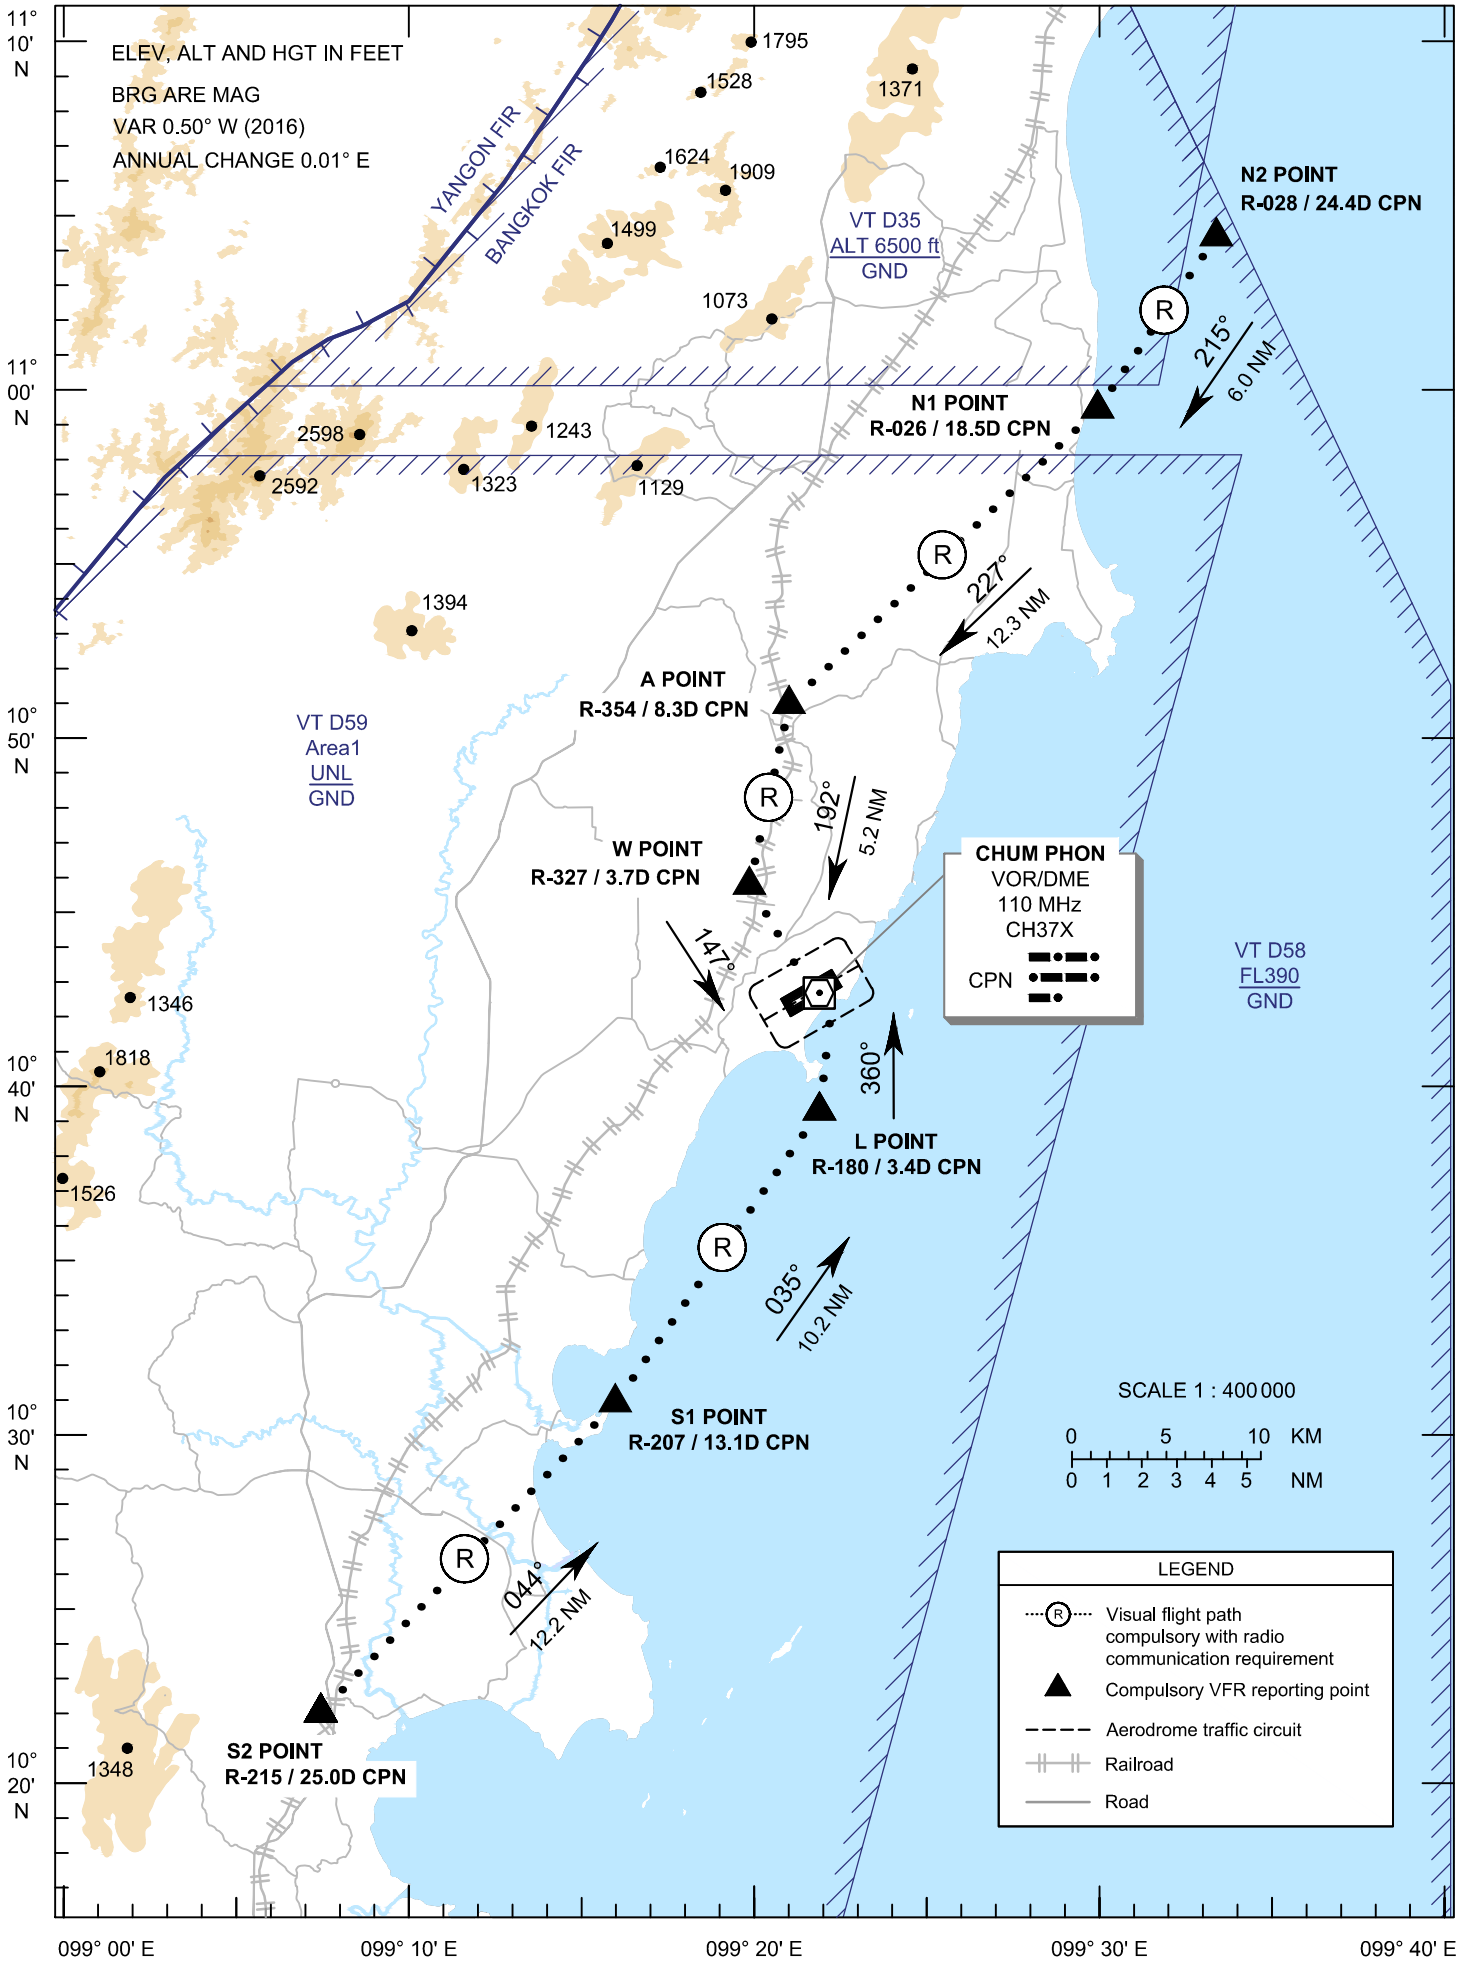 11°
10'
N
ELEV, ALT AND HGT IN FEET
BRG ARE MAG
VAR 0.50° W (2016)
ANNUAL CHANGE 0.01° E
YANGON FIR
BANGKOK FIR
1795
1528
1371
1624
1909
1499
1073
VT D35
ALT 6500 ft
GND
N2 POINT
R-028 / 24.4D CPN
R
215°
6.0 NM
11°
00'
N
N1 POINT
R-026 / 18.5D CPN
2598
2592
1243
1323
1129
R
227°
12.3 NM
1394
A POINT
R-354 / 8.3D CPN
10°
50'
N
VT D59
Area1
UNL
GND
R
192°
5.2 NM
W POINT
R-327 / 3.7D CPN
147°
CHUM PHON
VOR/DME
110 MHz
CH37X
CPN
VT D58
FL390
GND
1346
1818
1526
10°
40'
N
360°
L POINT
R-180 / 3.4D CPN
R
035°
10.2 NM
10°
30'
N
S1 POINT
R-207 / 13.1D CPN
SCALE 1 : 400 000
0 5 10 KM
0 1 2 3 4 5 NM
R
044°
12.2 NM
LEGEND
R
Visual flight path
compulsory with radio
communication requirement
Compulsory VFR reporting point
Aerodrome traffic circuit
Railroad
Road
S2 POINT
R-215 / 25.0D CPN
1348
10°
20'
N
099° 00' E
099° 10' E
099° 20' E
099° 30' E
099° 40' E